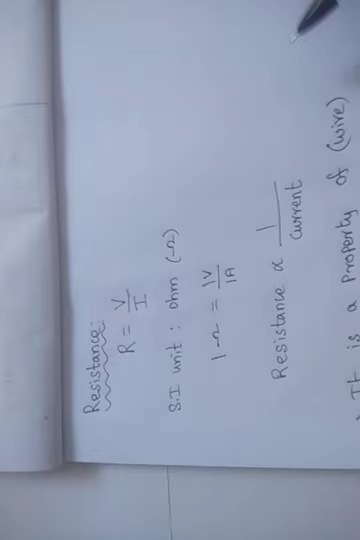 Resistance:
R = V/I
S.I unit : ohm (Ω)
1 Ω = 1V/1A
Resistance α 1/current
It is a Property of (wire)